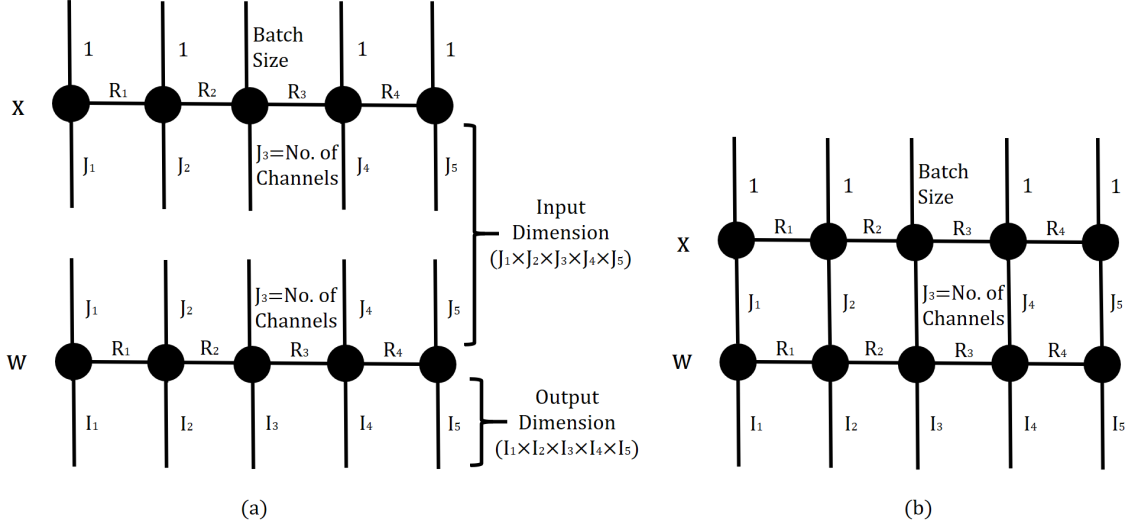 1
1
Batch
Size
1
1
X
R₁
R₂
R₃
R₄
J₁
J₂
J₃=No. of
Channels
J₄
J₅
Input
Dimension
(J₁×J₂×J₃×J₄×J₅)
J₁
J₂
J₃=No. of
Channels
J₄
J₅
W
R₁
R₂
R₃
R₄
I₁
I₂
I₃
I₄
I₅
Output
Dimension
(I₁×I₂×I₃×I₄×I₅)
(a)
1
1
Batch
Size
1
1
X
R₁
R₂
R₃
R₄
J₁
J₂
J₃=No. of
Channels
J₄
J₅
W
R₁
R₂
R₃
R₄
I₁
I₂
I₃
I₄
I₅
(b)